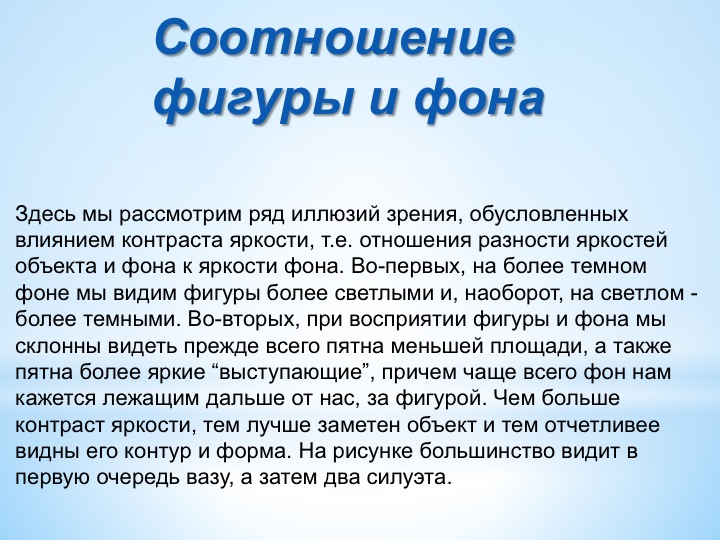 Соотношение
фигуры и фона
Здесь мы рассмотрим ряд иллюзий зрения, обусловленных
влиянием контраста яркости, т.е. отношения разности яркостей
объекта и фона к яркости фона. Во-первых, на более темном
фоне мы видим фигуры более светлыми и, наоборот, на светлом -
более темными. Во-вторых, при восприятии фигуры и фона мы
склонны видеть прежде всего пятна меньшей площади, а также
пятна более яркие “выступающие”, причем чаще всего фон нам
кажется лежащим дальше от нас, за фигурой. Чем больше
контраст яркости, тем лучше заметен объект и тем отчетливее
видны его контур и форма. На рисунке большинство видит в
первую очередь вазу, а затем два силуэта.